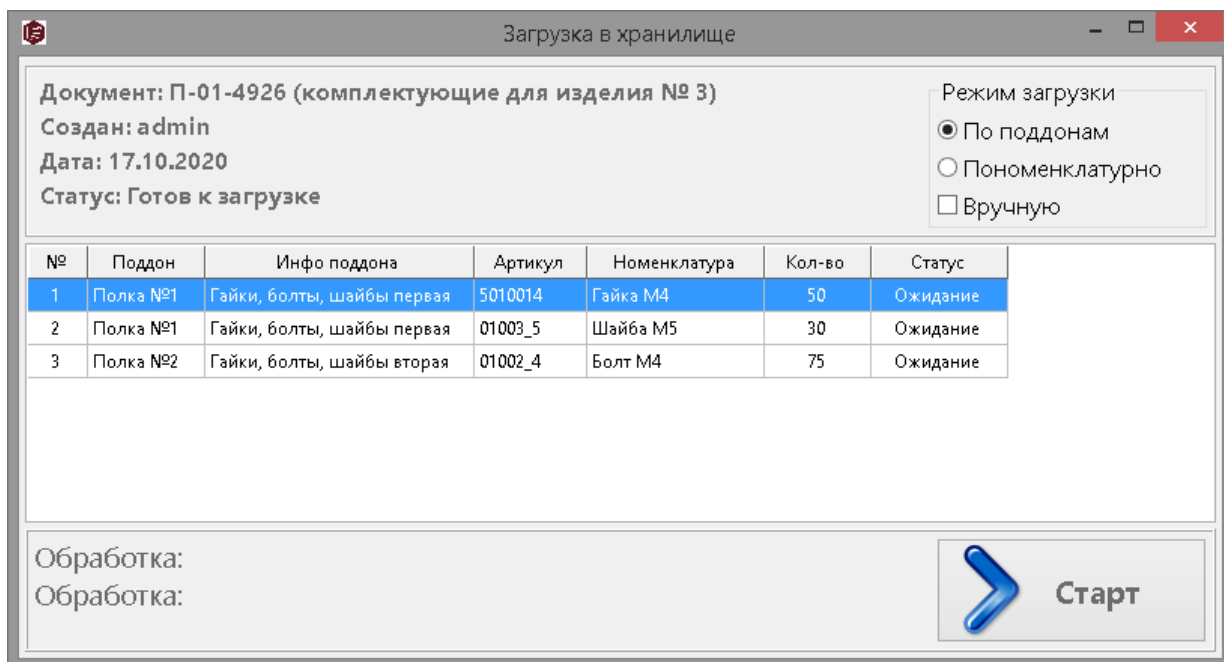 Загрузка в хранилище
Документ: П-01-4926 (комплектующие для изделия № 3)
Создан: admin
Дата: 17.10.2020
Статус: Готов к загрузке
Режим загрузки
По поддонам
Пономенклатурно
Вручную
№ Поддон Инфо поддона Артикул Номенклатура Кол-во Статус
1 Полка №1 Гайки, болты, шайбы первая 5010014 Гайка М4 50 Ожидание
2 Полка №1 Гайки, болты, шайбы первая 01003_5 Шайба М5 30 Ожидание
3 Полка №2 Гайки, болты, шайбы вторая 01002_4 Болт М4 75 Ожидание
Обработка:
Обработка:
Старт